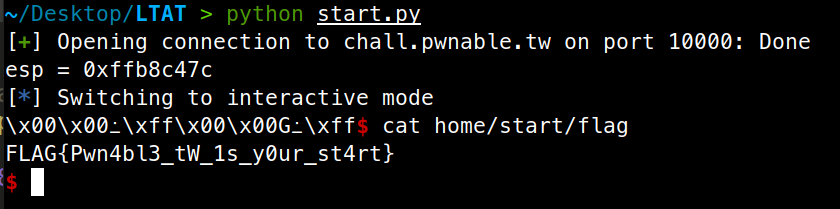 ~/Desktop/LTAT > python start.py
[+] Opening connection to chall.pwnable.tw on port 10000: Done
esp = 0xffb8c47c
[*] Switching to interactive mode
\x00\x00\xff\x00\x00G\xff$ cat home/start/flag
FLAG{Pwn4bl3_tW_1s_y0ur_st4rt}
$